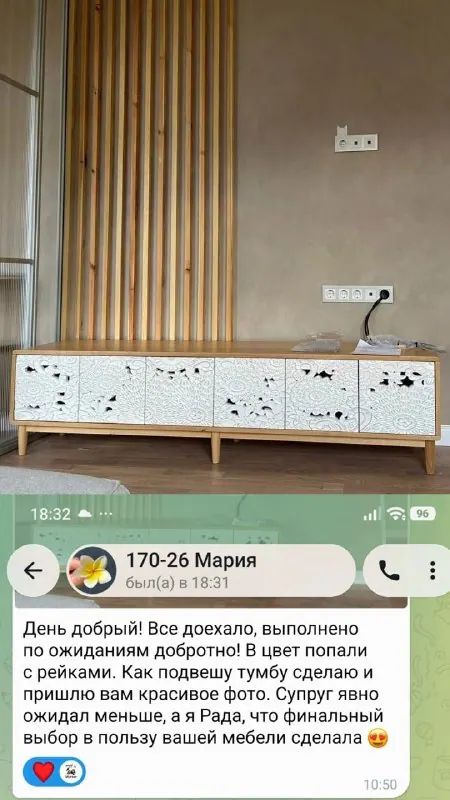 18:32
96
170-26 Мария
был(а) в 18:31
День добрый! Все доехало, выполнено
по ожиданиям добротно! В цвет попали
с рейками. Как подвешу тумбу сделаю и
пришлю вам красивое фото. Супруг явно
ожидал меньше, а я Рада, что финальный
выбор в пользу вашей мебели сделала 😍
10:50